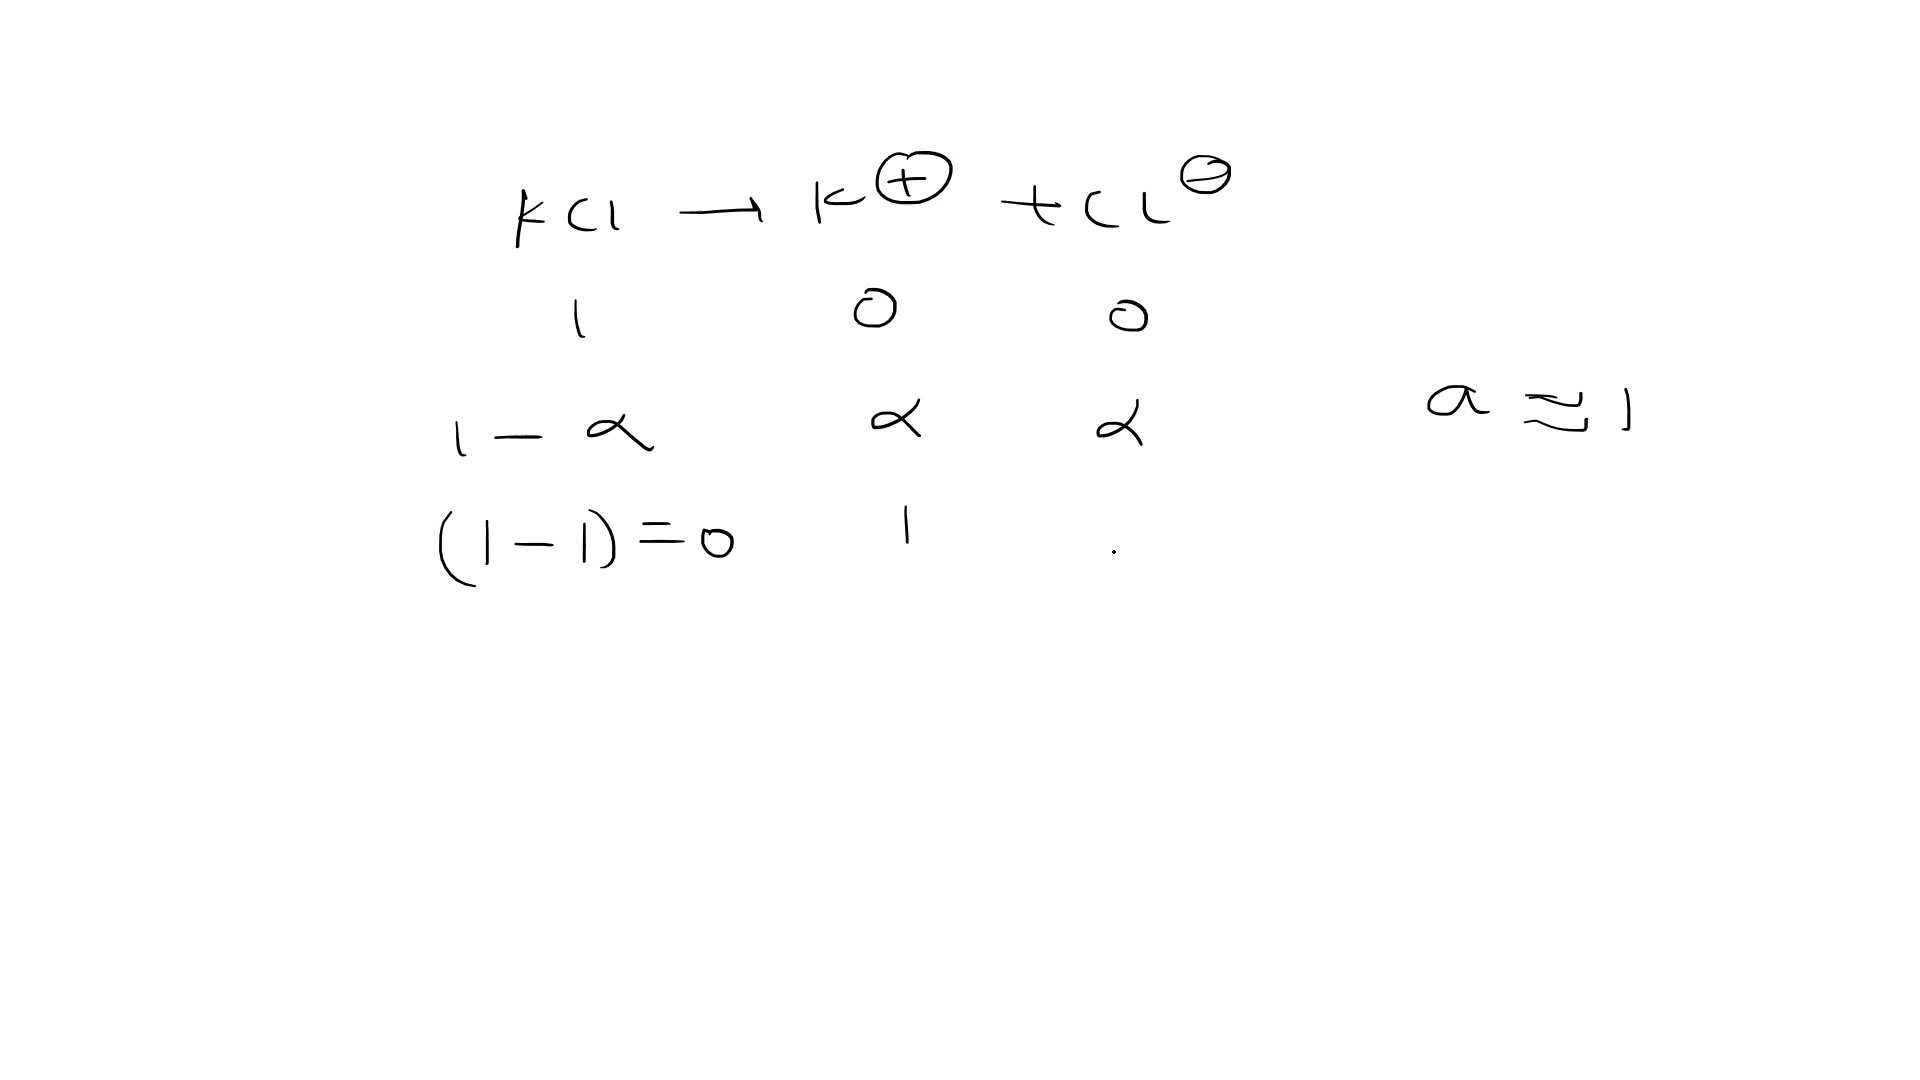 KCl → K⊕ + Cl⊖
1 0 0
1 - α α α a ≈ 1
(1 - 1) = 0 1 .